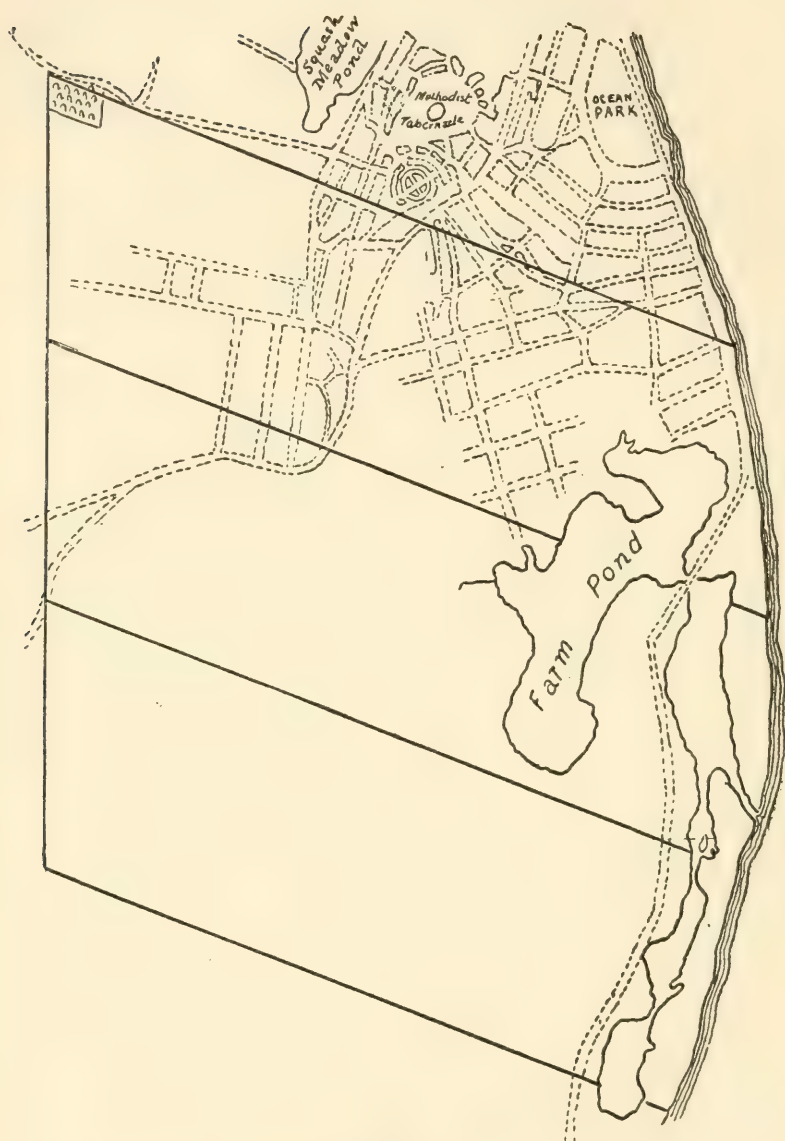 Squash
Meadow
Pond
Methodist
Tabernacle
OCEAN
PARK
Farm Pond